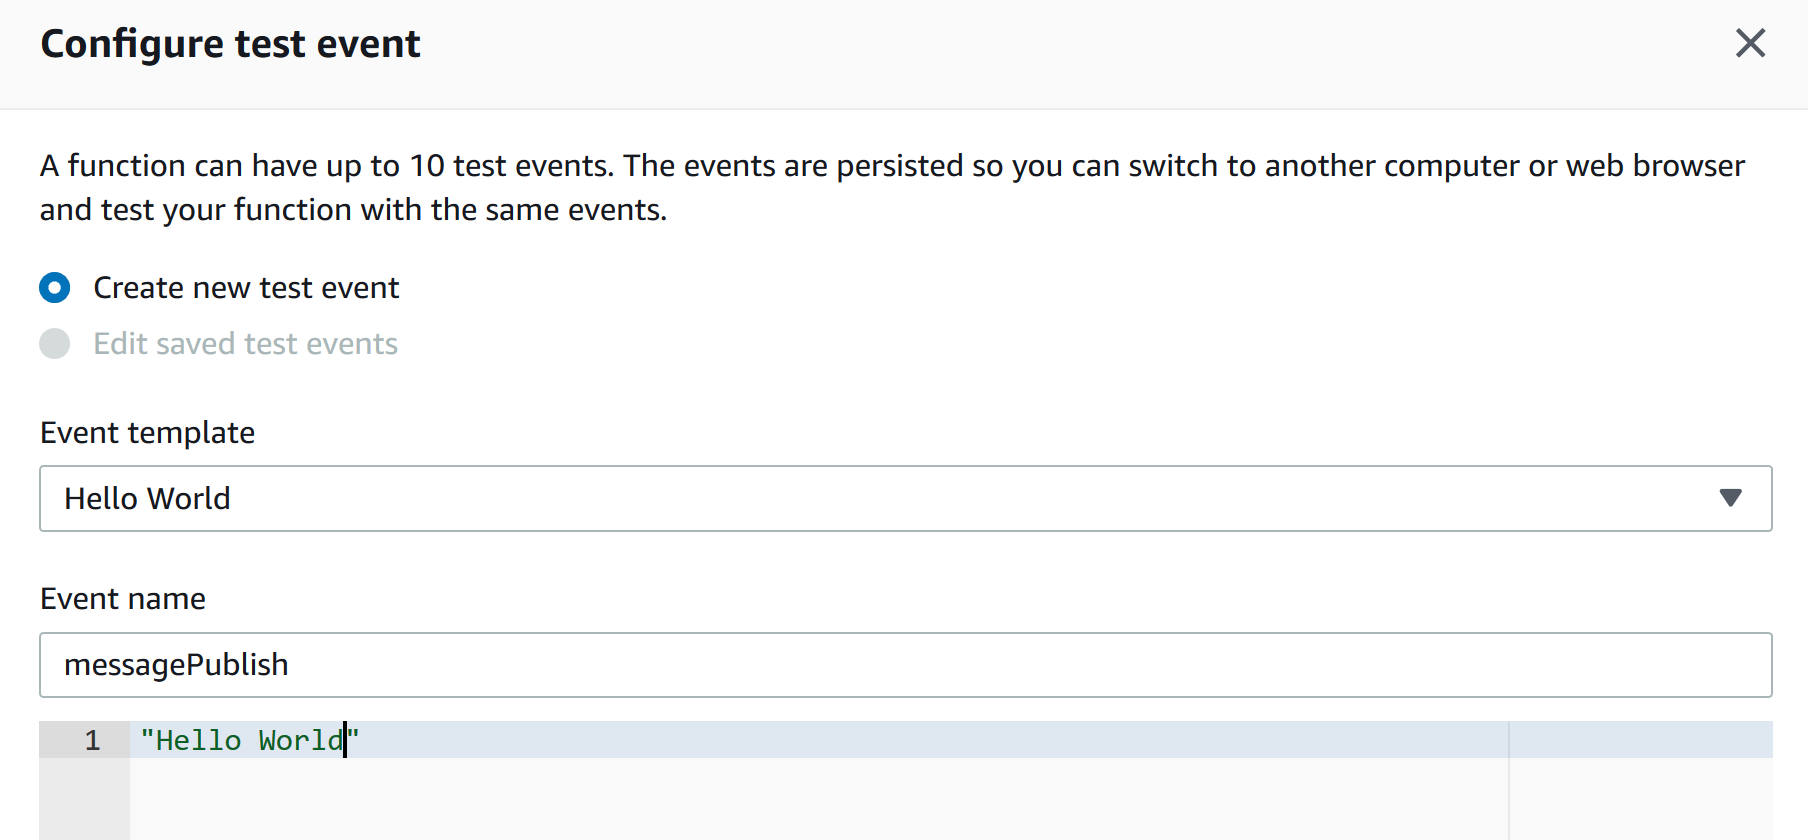 Configure test event
A function can have up to 10 test events. The events are persisted so you can switch to another computer or web browser
and test your function with the same events.
Create new test event
Edit saved test events
Event template
Hello World
Event name
messagePublish
1 "Hello World"